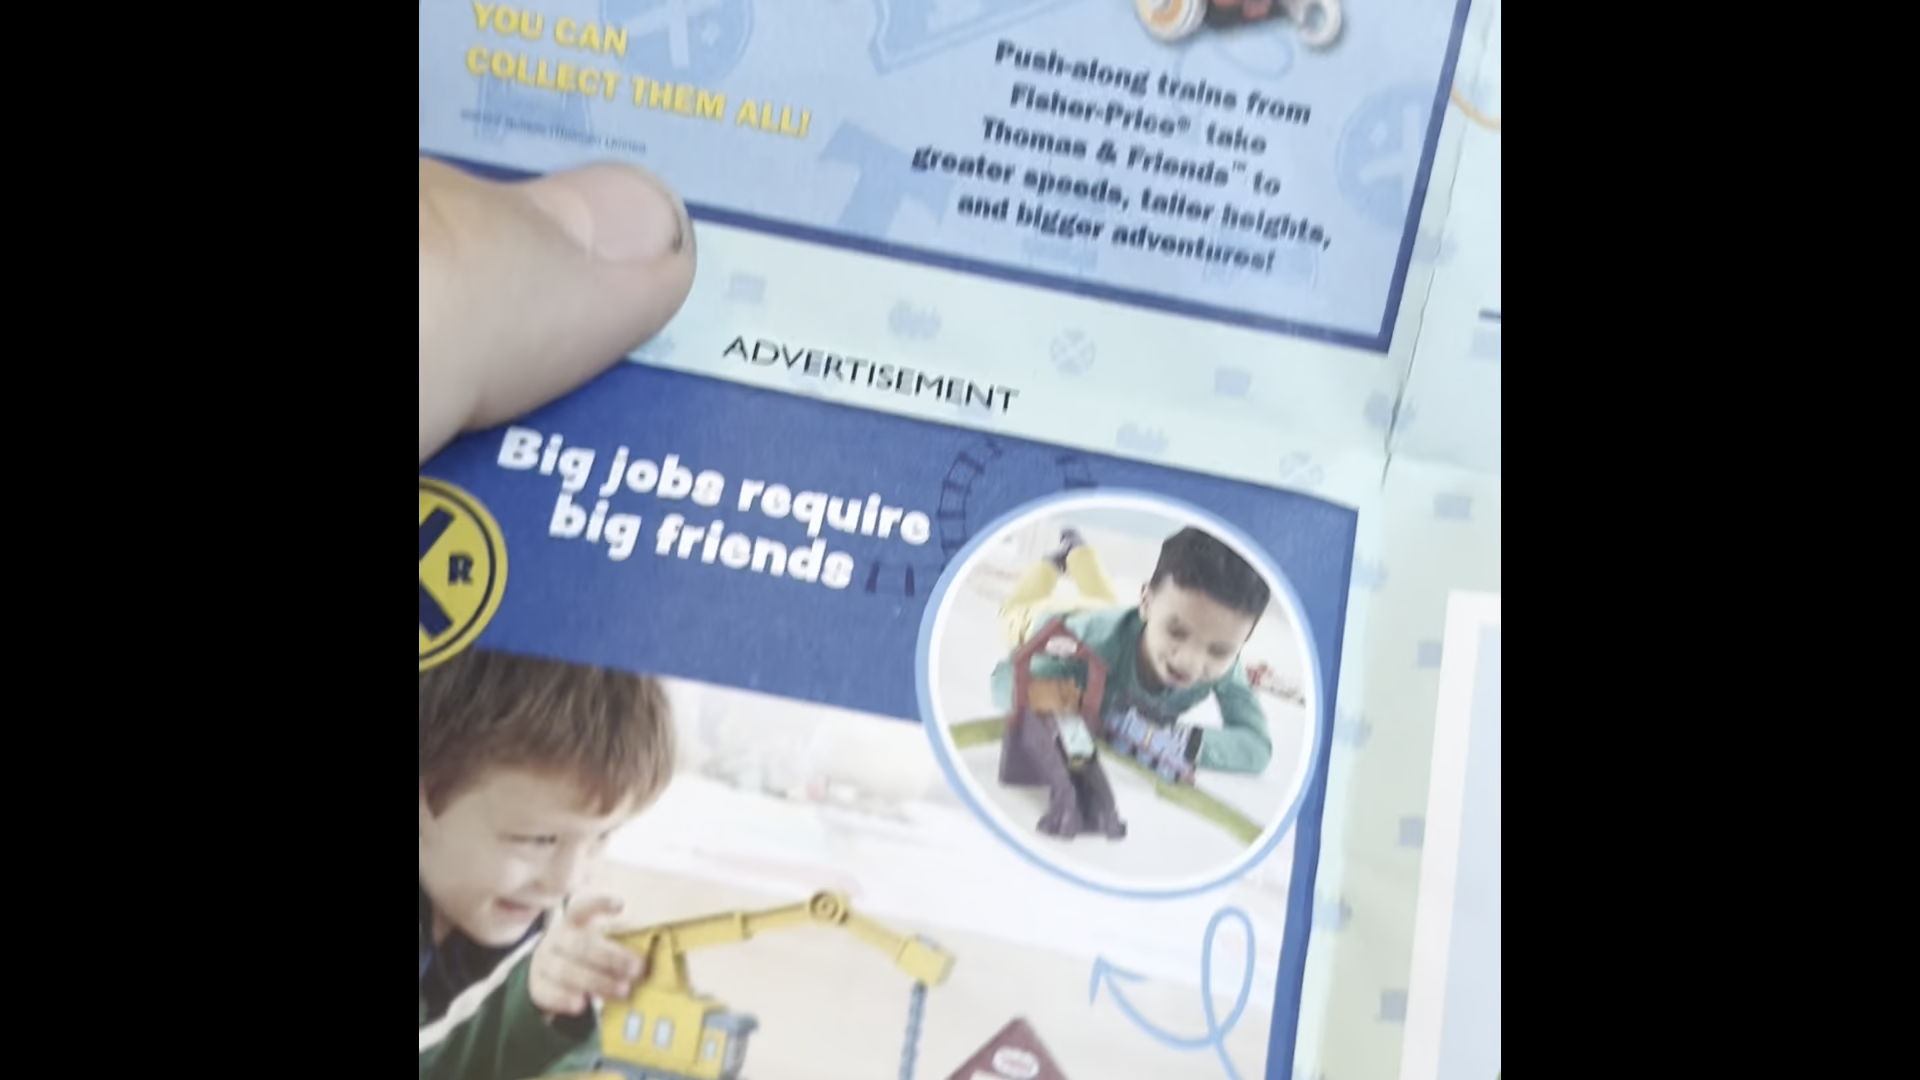 YOU CAN
COLLECT THEM ALL!
Push-along trains from
Fisher-Price® take
Thomas & Friends™ to
greater speeds, taller heights,
and bigger adventures!
ADVERTISEMENT
Big jobs require
big friends
R